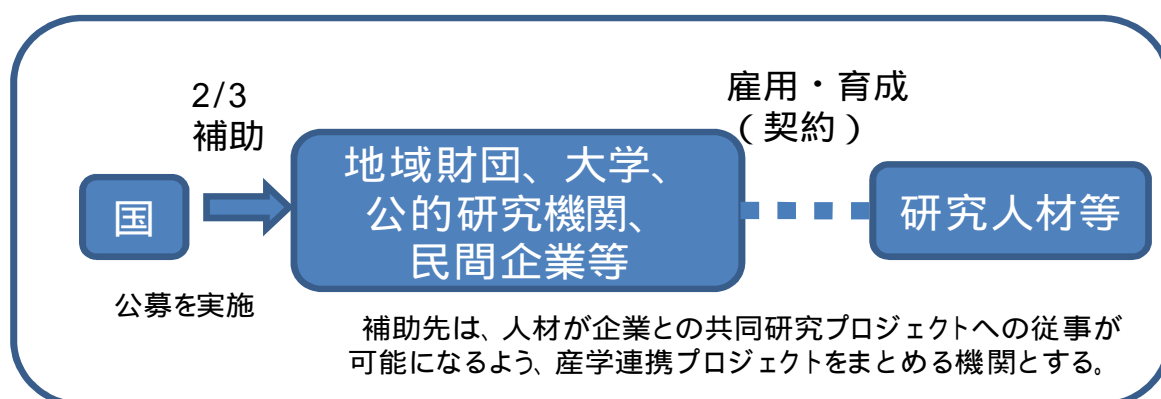 2/3
補助
雇用・育成
(契約)
国
地域財団、大学、
公的研究機関、
民間企業等
研究人材等
公募を実施
補助先は、人材が企業との共同研究プロジェクトへの従事が
可能になるよう、産学連携プロジェクトをまとめる機関とする。